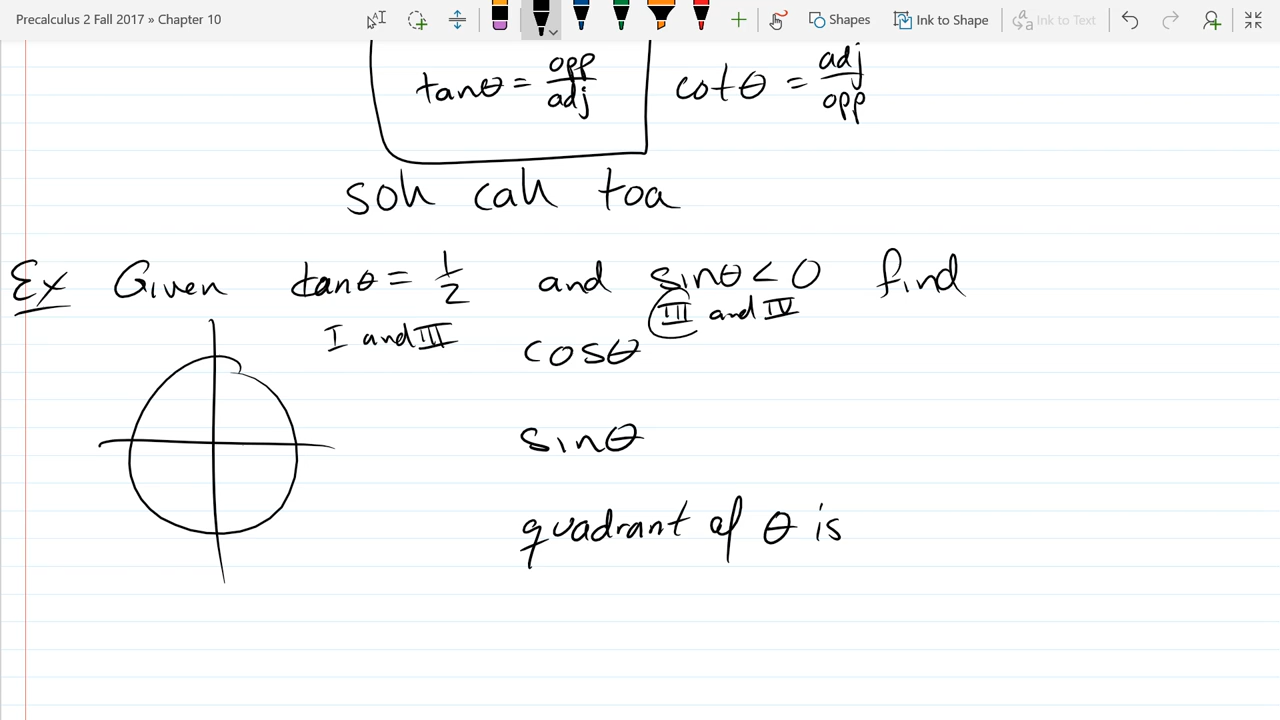 Precalculus 2 Fall 2017 » Chapter 10
Shapes
Ink to Shape
Ink to Text
tanθ = opp/adj
cotθ = adj/opp
soh cah toa
Ex Given tanθ = 1/2 and sinθ < 0 find
I and III
III and IV
cosθ
sinθ
quadrant of θ is